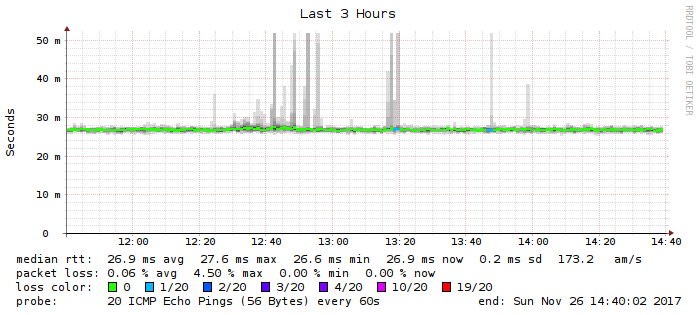 Last 3 Hours
RRDTOOL / TOBI OETIKER
Seconds
50 m
40 m
30 m
20 m
10 m
0
12:00 12:20 12:40 13:00 13:20 13:40 14:00 14:20 14:40
median rtt: 26.9 ms avg 27.6 ms max 26.6 ms min 26.9 ms now 0.2 ms sd 173.2 am/s
packet loss: 0.06 % avg 4.50 % max 0.00 % min 0.00 % now
loss color: 0 1/20 2/20 3/20 4/20 10/20 19/20
probe: 20 ICMP Echo Pings (56 Bytes) every 60s end: Sun Nov 26 14:40:02 2017